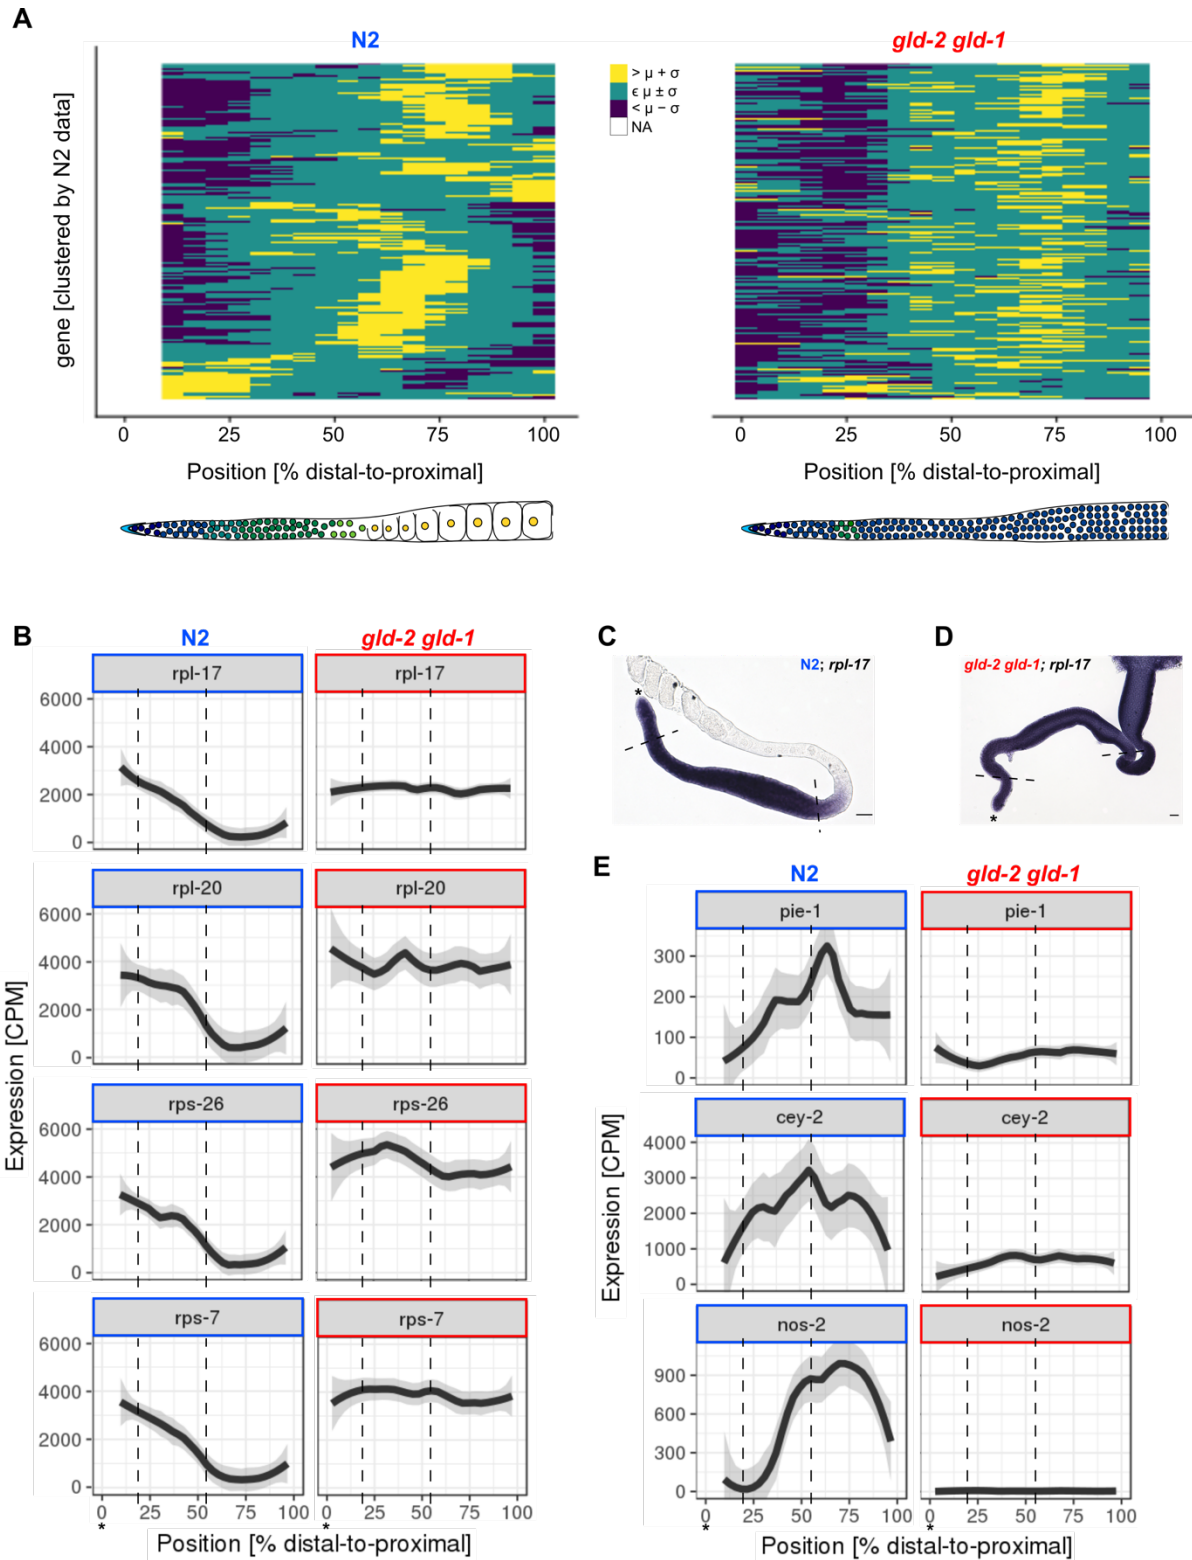 A
N2
gld-2 gld-1
> μ + σ
ϵ μ ± σ
< μ − σ
NA
gene [clustered by N2 data]
0 25 50 75 100
0 25 50 75 100
Position [% distal-to-proximal]
Position [% distal-to-proximal]
B
N2
gld-2 gld-1
rpl-17
rpl-17
6000
4000
2000
0
rpl-20
rpl-20
6000
4000
2000
0
rps-26
rps-26
6000
4000
2000
0
rps-7
rps-7
6000
4000
2000
0
Expression [CPM]
0 25 50 75 100
0 25 50 75 100
*
*
Position [% distal-to-proximal]
C
N2; rpl-17
*
D
gld-2 gld-1; rpl-17
*
E
N2
gld-2 gld-1
pie-1
pie-1
300
200
100
0
cey-2
cey-2
4000
3000
2000
1000
0
nos-2
nos-2
900
600
300
0
Expression [CPM]
0 25 50 75 100
0 25 50 75 100
*
*
Position [% distal-to-proximal]